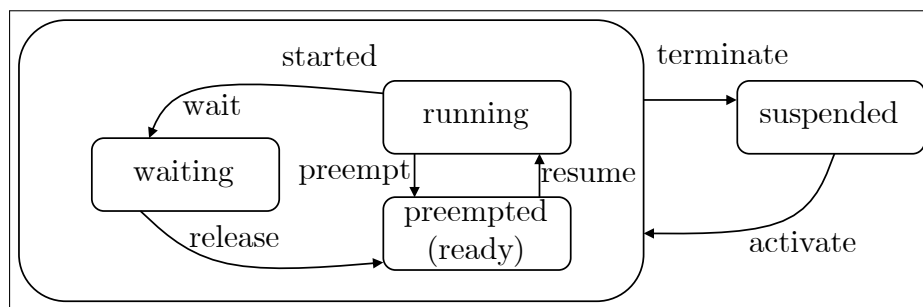 started
terminate
wait
running
suspended
waiting
preempt
resume
preempted
(ready)
release
activate